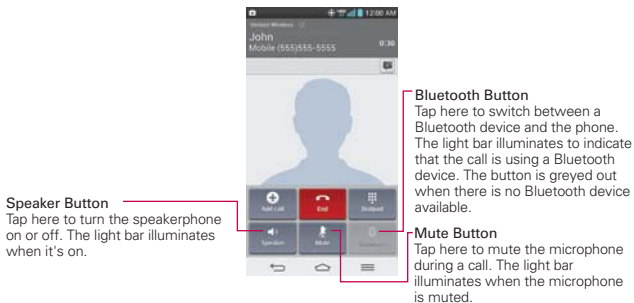 12:00 AM
Verizon Wireless
John
Mobile (555)555-5555
0:30
Add call
End
Dialpad
Speaker
Mute
Bluetooth
Speaker Button
Tap here to turn the speakerphone
on or off. The light bar illuminates
when it's on.
Bluetooth Button
Tap here to switch between a
Bluetooth device and the phone.
The light bar illuminates to indicate
that the call is using a Bluetooth
device. The button is greyed out
when there is no Bluetooth device
available.
Mute Button
Tap here to mute the microphone
during a call. The light bar
illuminates when the microphone
is muted.